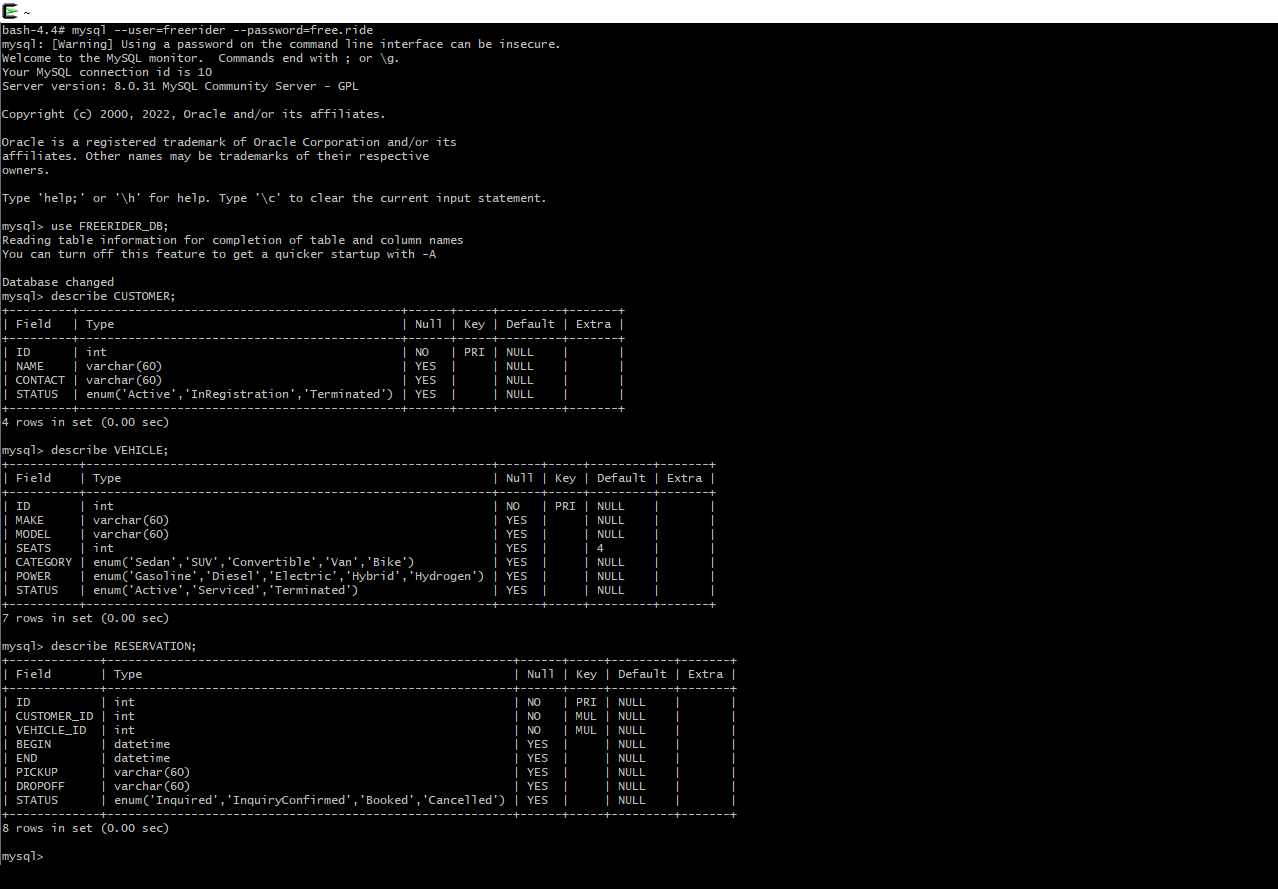 ~
bash-4.4# mysql --user=freerider --password=free.ride
mysql: [Warning] Using a password on the command line interface can be insecure.
Welcome to the MySQL monitor.  Commands end with ; or \g.
Your MySQL connection id is 10
Server version: 8.0.31 MySQL Community Server - GPL

Copyright (c) 2000, 2022, Oracle and/or its affiliates.

Oracle is a registered trademark of Oracle Corporation and/or its
affiliates. Other names may be trademarks of their respective
owners.

Type 'help;' or '\h' for help. Type '\c' to clear the current input statement.

mysql> use FREERIDER_DB;
Reading table information for completion of table and column names
You can turn off this feature to get a quicker startup with -A

Database changed
mysql> describe CUSTOMER;
+---------+----------------------------------------------+------+-----+---------+-------+
| Field   | Type                                         | Null | Key | Default | Extra |
+---------+----------------------------------------------+------+-----+---------+-------+
| ID      | int                                          | NO   | PRI | NULL    |       |
| NAME    | varchar(60)                                  | YES  |     | NULL    |       |
| CONTACT | varchar(60)                                  | YES  |     | NULL    |       |
| STATUS  | enum('Active','InRegistration','Terminated') | YES  |     | NULL    |       |
+---------+----------------------------------------------+------+-----+---------+-------+
4 rows in set (0.00 sec)

mysql> describe VEHICLE;
+----------+----------------------------------------------------------+------+-----+---------+-------+
| Field    | Type                                                     | Null | Key | Default | Extra |
+----------+----------------------------------------------------------+------+-----+---------+-------+
| ID       | int                                                      | NO   | PRI | NULL    |       |
| MAKE     | varchar(60)                                              | YES  |     | NULL    |       |
| MODEL    | varchar(60)                                              | YES  |     | NULL    |       |
| SEATS    | int                                                      | YES  |     | 4       |       |
| CATEGORY | enum('Sedan','SUV','Convertible','Van','Bike')           | YES  |     | NULL    |       |
| POWER    | enum('Gasoline','Diesel','Electric','Hybrid','Hydrogen') | YES  |     | NULL    |       |
| STATUS   | enum('Active','Serviced','Terminated')                   | YES  |     | NULL    |       |
+----------+----------------------------------------------------------+------+-----+---------+-------+
7 rows in set (0.00 sec)

mysql> describe RESERVATION;
+-------------+----------------------------------------------------------+------+-----+---------+-------+
| Field       | Type                                                     | Null | Key | Default | Extra |
+-------------+----------------------------------------------------------+------+-----+---------+-------+
| ID          | int                                                      | NO   | PRI | NULL    |       |
| CUSTOMER_ID | int                                                      | NO   | MUL | NULL    |       |
| VEHICLE_ID  | int                                                      | NO   | MUL | NULL    |       |
| BEGIN       | datetime                                                 | YES  |     | NULL    |       |
| END         | datetime                                                 | YES  |     | NULL    |       |
| PICKUP      | varchar(60)                                              | YES  |     | NULL    |       |
| DROPOFF     | varchar(60)                                              | YES  |     | NULL    |       |
| STATUS      | enum('Inquired','InquiryConfirmed','Booked','Cancelled') | YES  |     | NULL    |       |
+-------------+----------------------------------------------------------+------+-----+---------+-------+
8 rows in set (0.00 sec)

mysql>